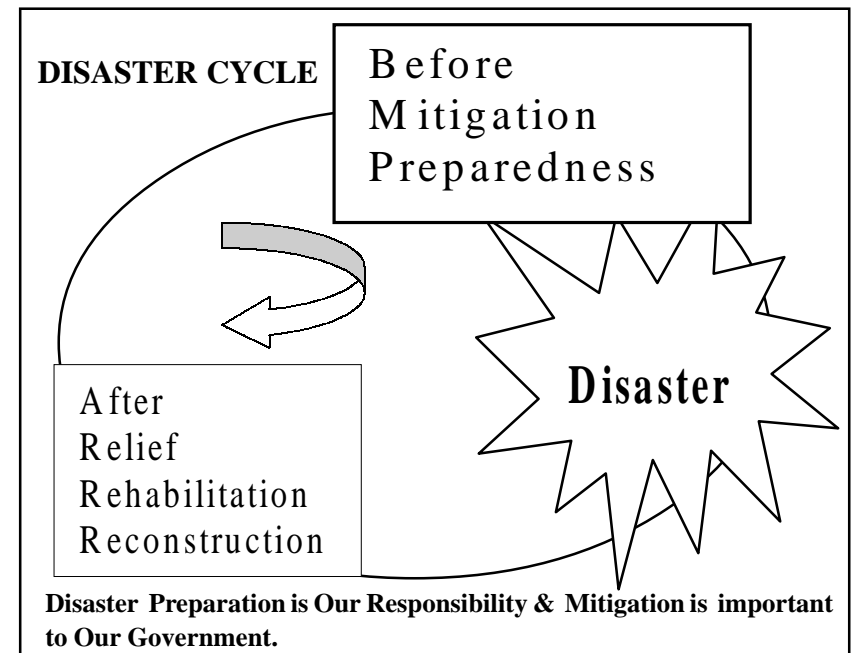 DISASTER CYCLE
Before
Mitigation
Preparedness
Disaster
After
Relief
Rehabilitation
Reconstruction
Disaster Preparation is Our Responsibility & Mitigation is important
to Our Government.